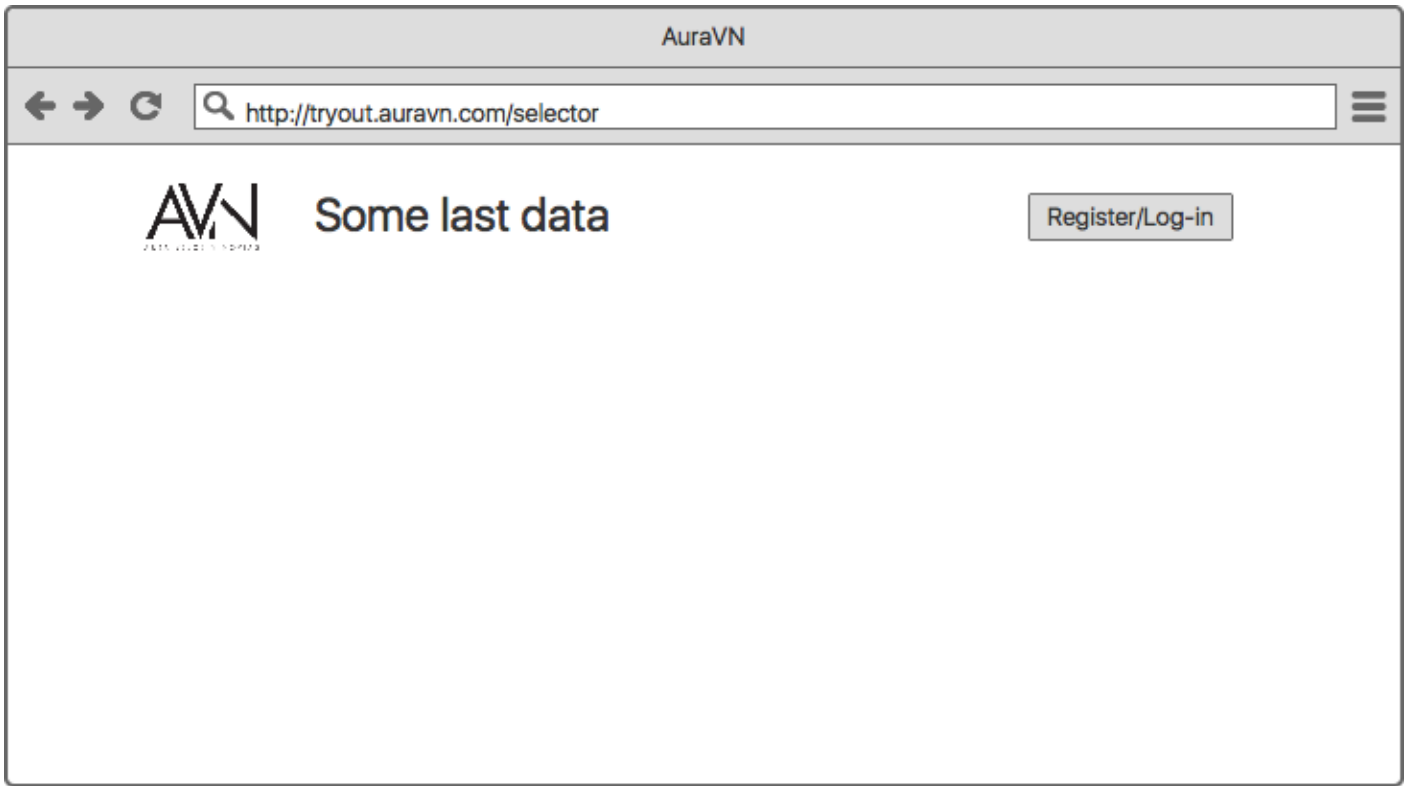 AuraVN
http://tryout.auravn.com/selector
AVN
Some last data
Register/Log-in